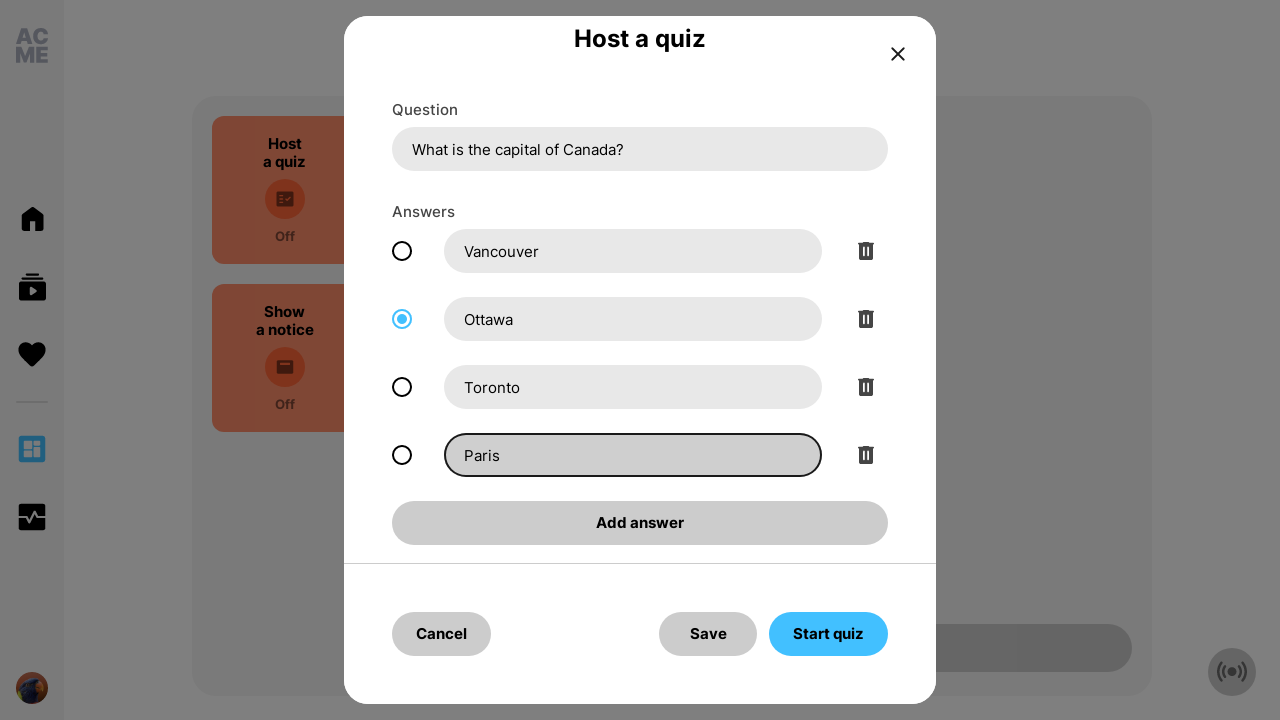 AC
ME
Host a quiz
Host
a quiz
Off
Show
a notice
Off
Question
What is the capital of Canada?
Answers
Vancouver
Ottawa
Toronto
Paris
Add answer
Cancel
Save
Start quiz